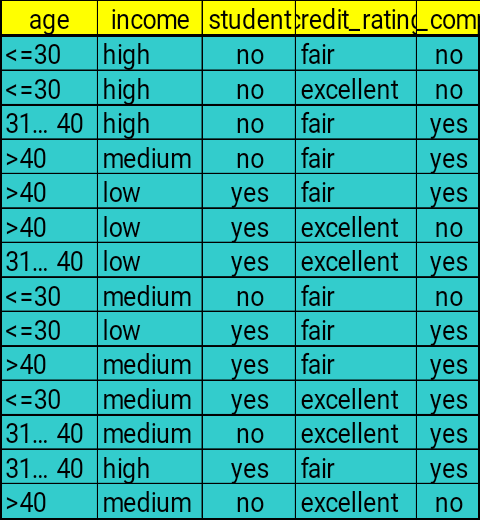 age income student credit_rating _comp
<=30 high no fair no
<=30 high no excellent no
31… 40 high no fair yes
>40 medium no fair yes
>40 low yes fair yes
>40 low yes excellent no
31… 40 low yes excellent yes
<=30 medium no fair no
<=30 low yes fair yes
>40 medium yes fair yes
<=30 medium yes excellent yes
31… 40 medium no excellent yes
31… 40 high yes fair yes
>40 medium no excellent no